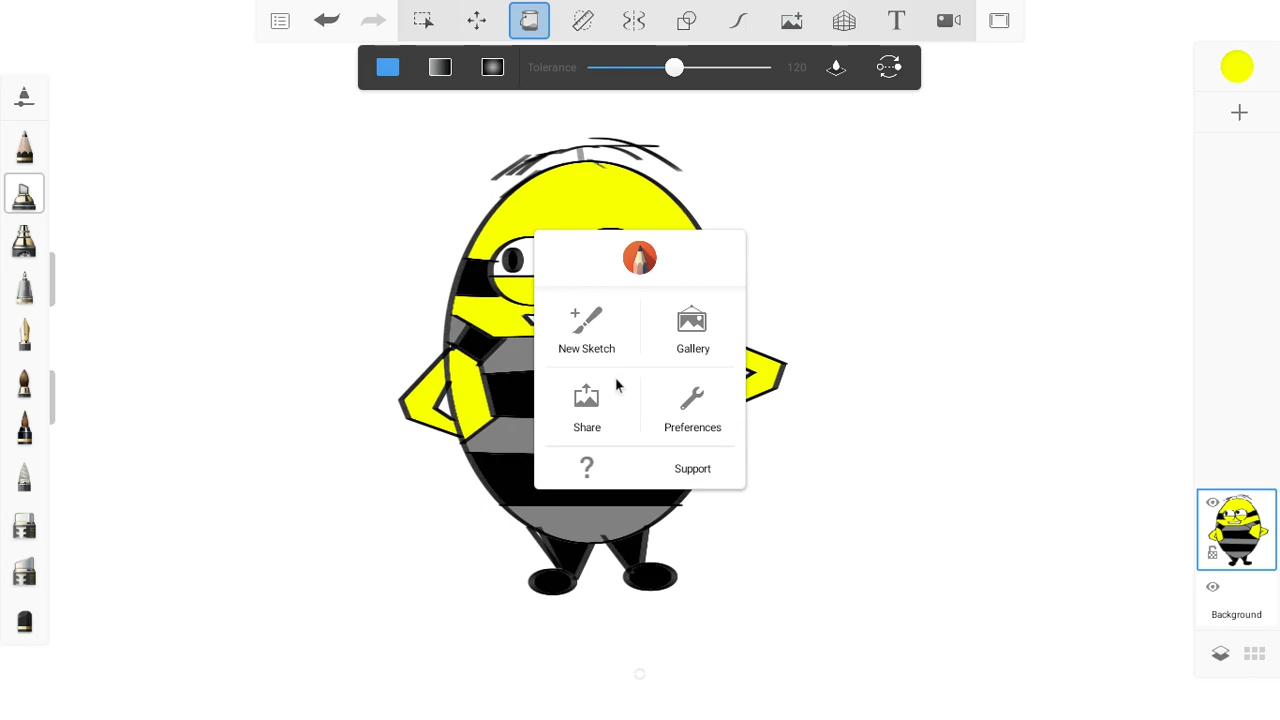 T
Tolerance 120
New Sketch Gallery
Share Preferences
? Support
Background